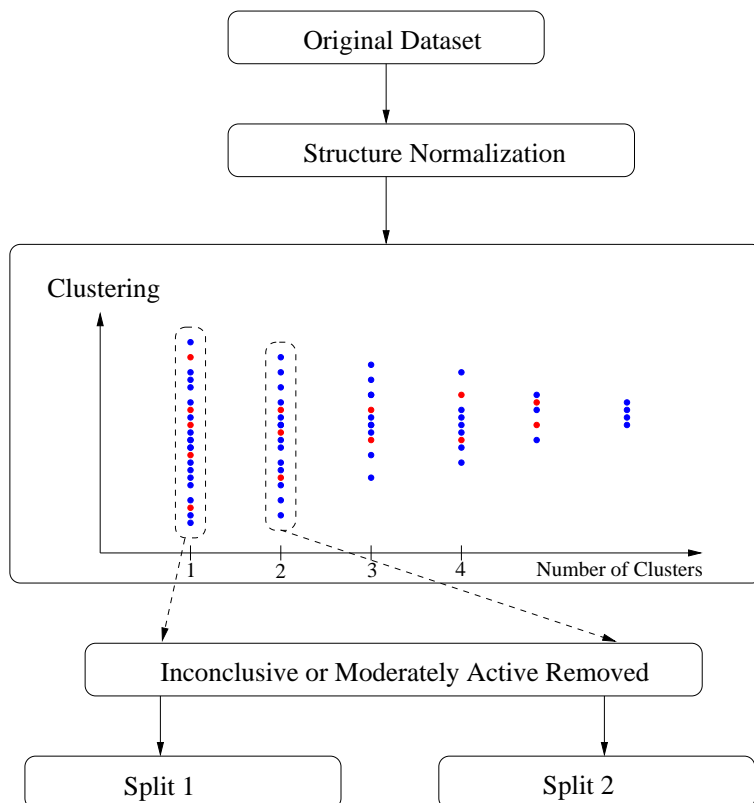 Original Dataset
Structure Normalization
Clustering
1
2
3
4
Number of Clusters
Inconclusive or Moderately Active Removed
Split 1
Split 2